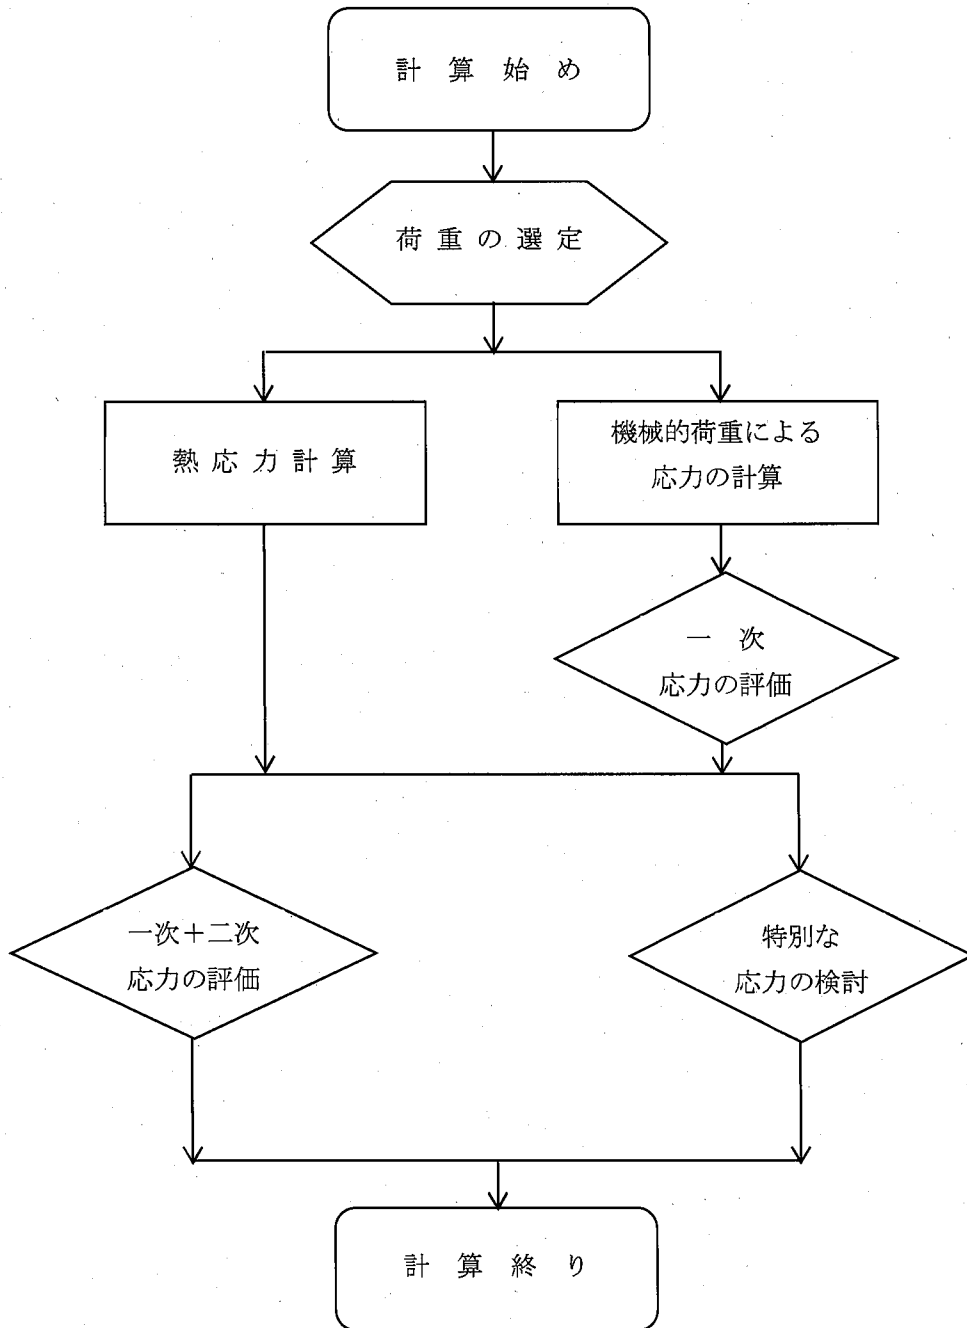 計算始め
荷重の選定
熱応力計算
機械的荷重による
応力の計算
一次
応力の評価
一次＋二次
応力の評価
特別な
応力の検討
計算終り